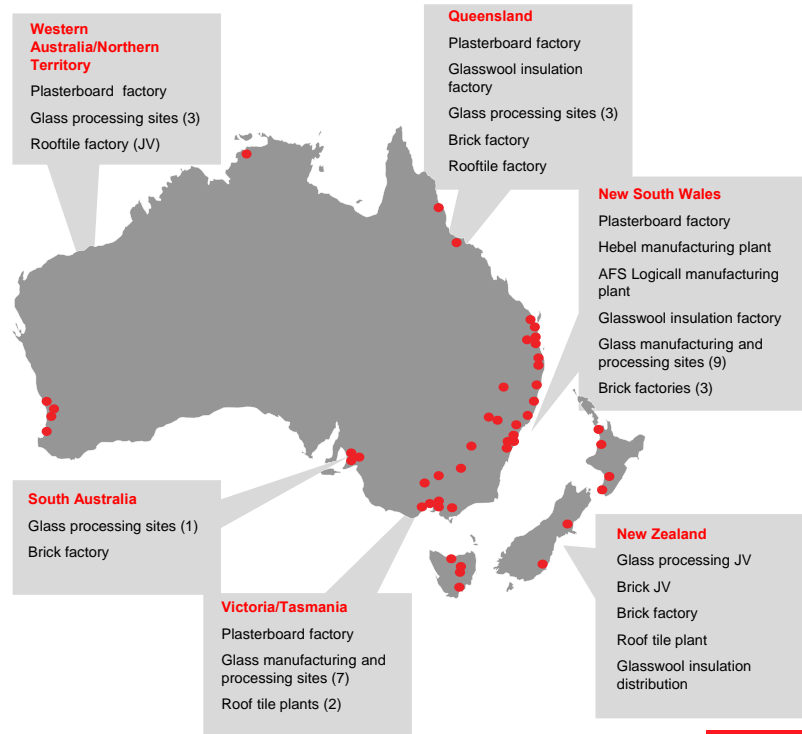 Western
Australia/Northern
Territory
Plasterboard factory
Glass processing sites (3)
Rooftile factory (JV)
Queensland
Plasterboard factory
Glasswool insulation
factory
Glass processing sites (3)
Brick factory
Rooftile factory
New South Wales
Plasterboard factory
Hebel manufacturing plant
AFS Logicall manufacturing
plant
Glasswool insulation factory
Glass manufacturing and
processing sites (9)
Brick factories (3)
South Australia
Glass processing sites (1)
Brick factory
Victoria/Tasmania
Plasterboard factory
Glass manufacturing and
processing sites (7)
Roof tile plants (2)
New Zealand
Glass processing JV
Brick JV
Brick factory
Roof tile plant
Glasswool insulation
distribution